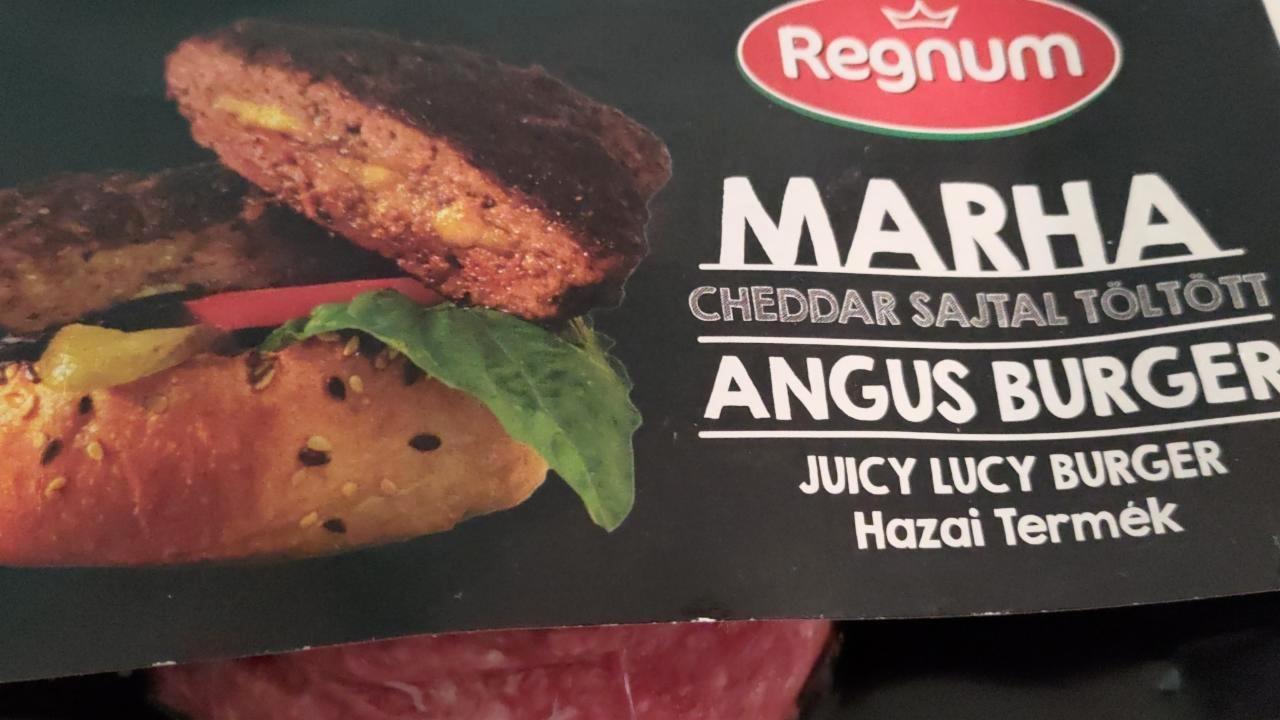 Regnum
MARHA
CHEDDAR SAJTAL TÖLTÖTT
ANGUS BURGER
JUICY LUCY BURGER
Hazai Termék